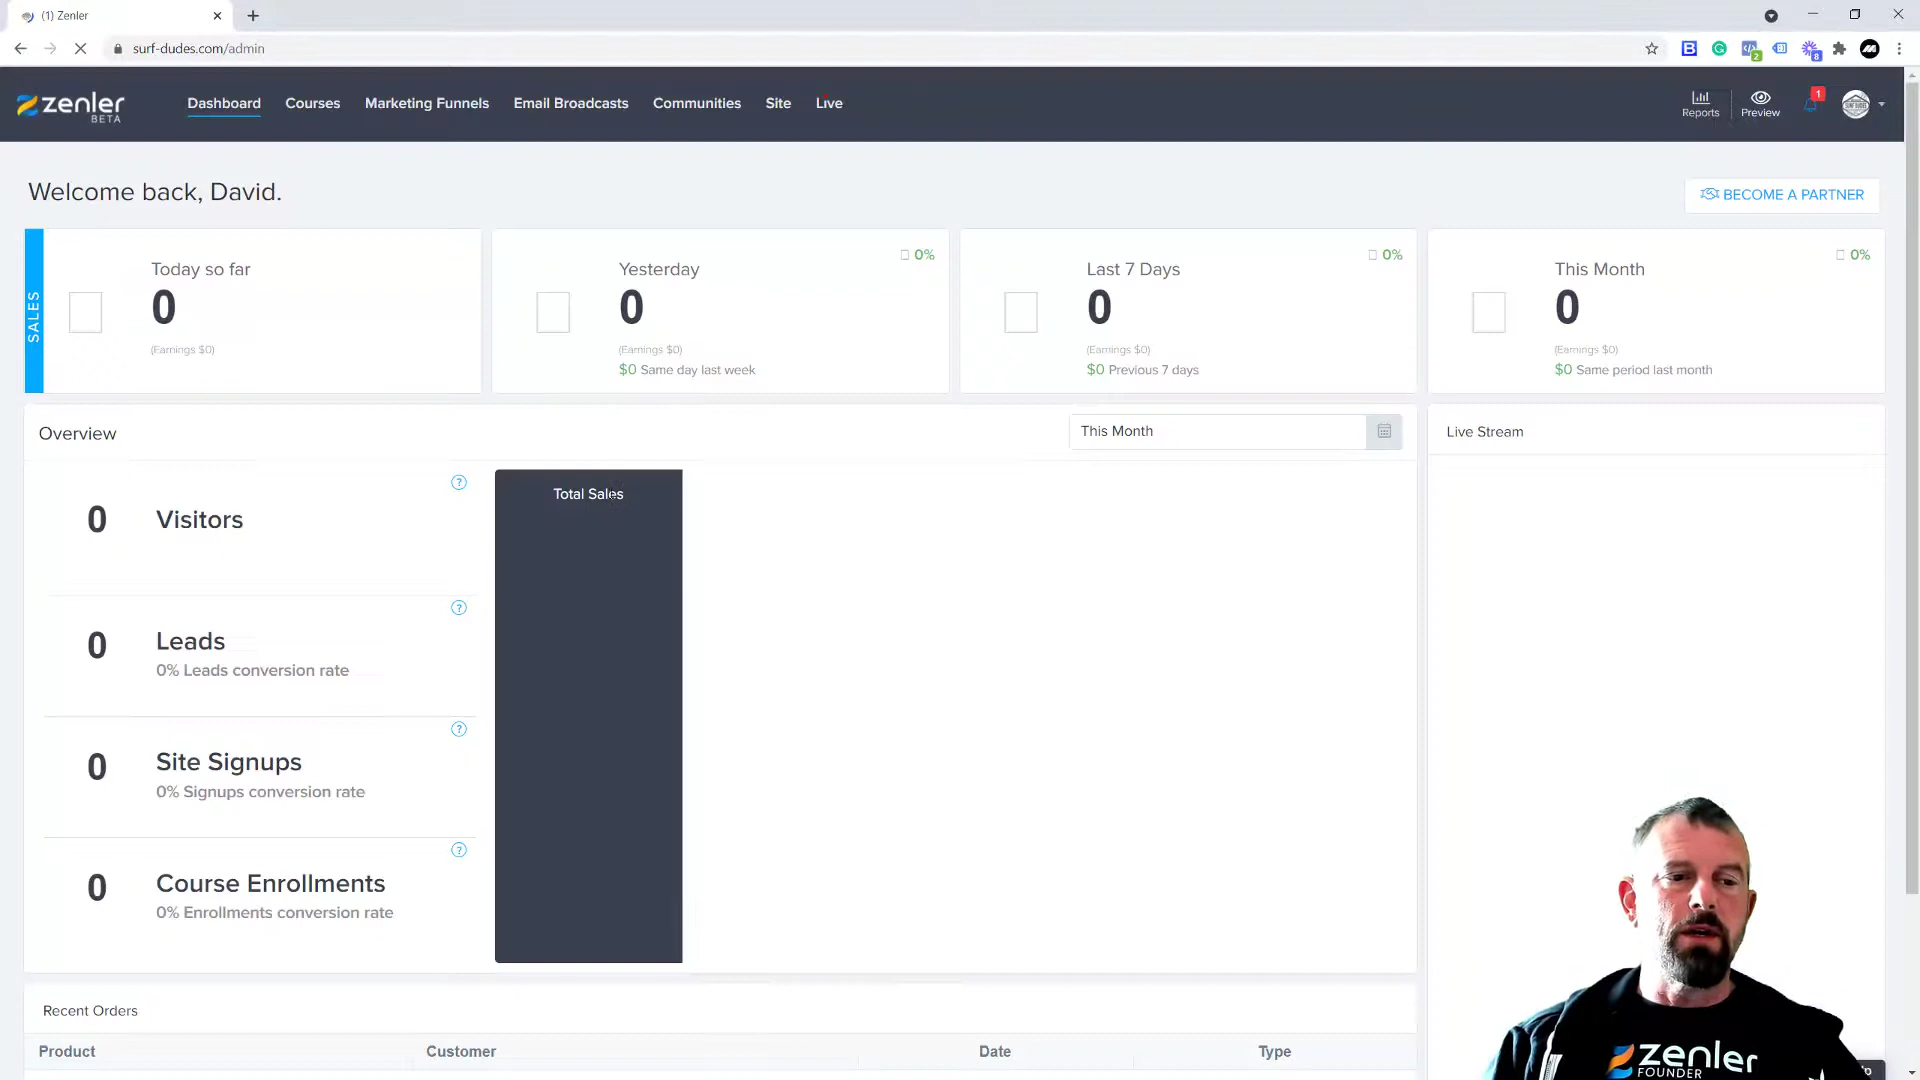 (1) Zenler
surf-dudes.com/admin
2
8
zenler
BETA
Dashboard
Courses
Marketing Funnels
Email Broadcasts
Communities
Site
Live
Reports
Preview
1
Welcome back, David.
BECOME A PARTNER
SALES
Today so far
0
(Earnings $0)
Yesterday
0%
0
(Earnings $0)
$0 Same day last week
Last 7 Days
0%
0
(Earnings $0)
$0 Previous 7 days
This Month
0%
0
(Earnings $0)
$0 Same period last month
Overview
This Month
Live Stream
0 Visitors
?
Total Sales
0 Leads
?
0% Leads conversion rate
0 Site Signups
?
0% Signups conversion rate
0 Course Enrollments
?
0% Enrollments conversion rate
Recent Orders
Product
Customer
Date
Type
zenler
FOUNDER